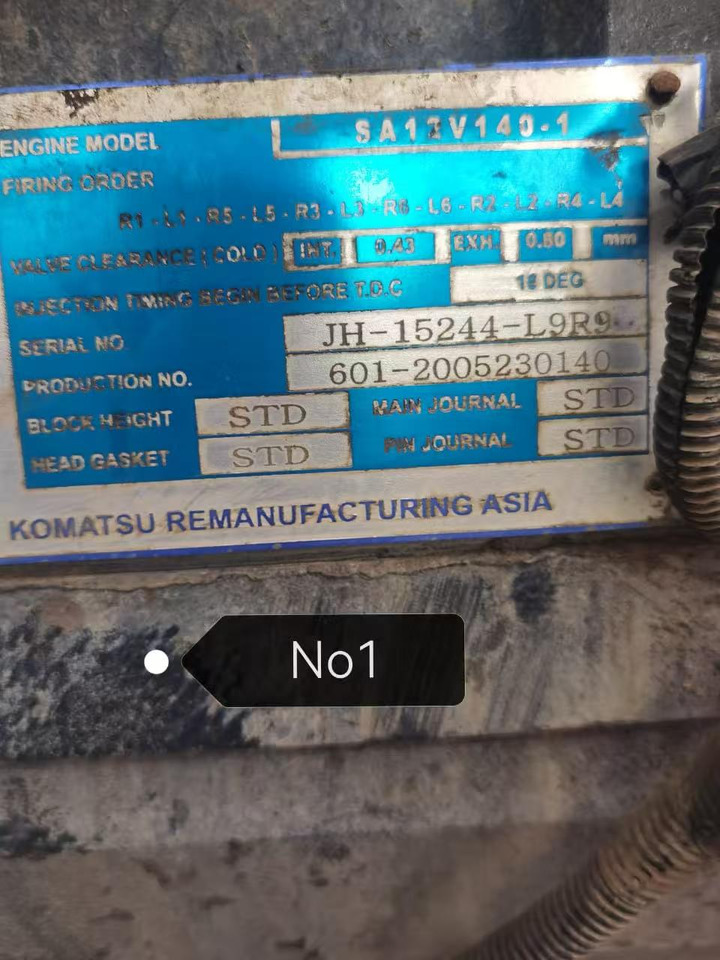 ENGINE MODEL SA12V140-1
FIRING ORDER
R1 - L1 - R5 - L5 - R3 - L3 - R6 - L6 - R2 - L2 - R4 - L4
VALVE CLEARANCE ( COLD ) INT. 0.43 EXH. 0.80 mm
INJECTION TIMING BEGIN BEFORE T.D.C 18 DEG
SERIAL NO. JH-15244-L9R9
PRODUCTION NO. 601-2005230140
BLOCK HEIGHT STD MAIN JOURNAL STD
HEAD GASKET STD PIN JOURNAL STD
KOMATSU REMANUFACTURING ASIA
No1